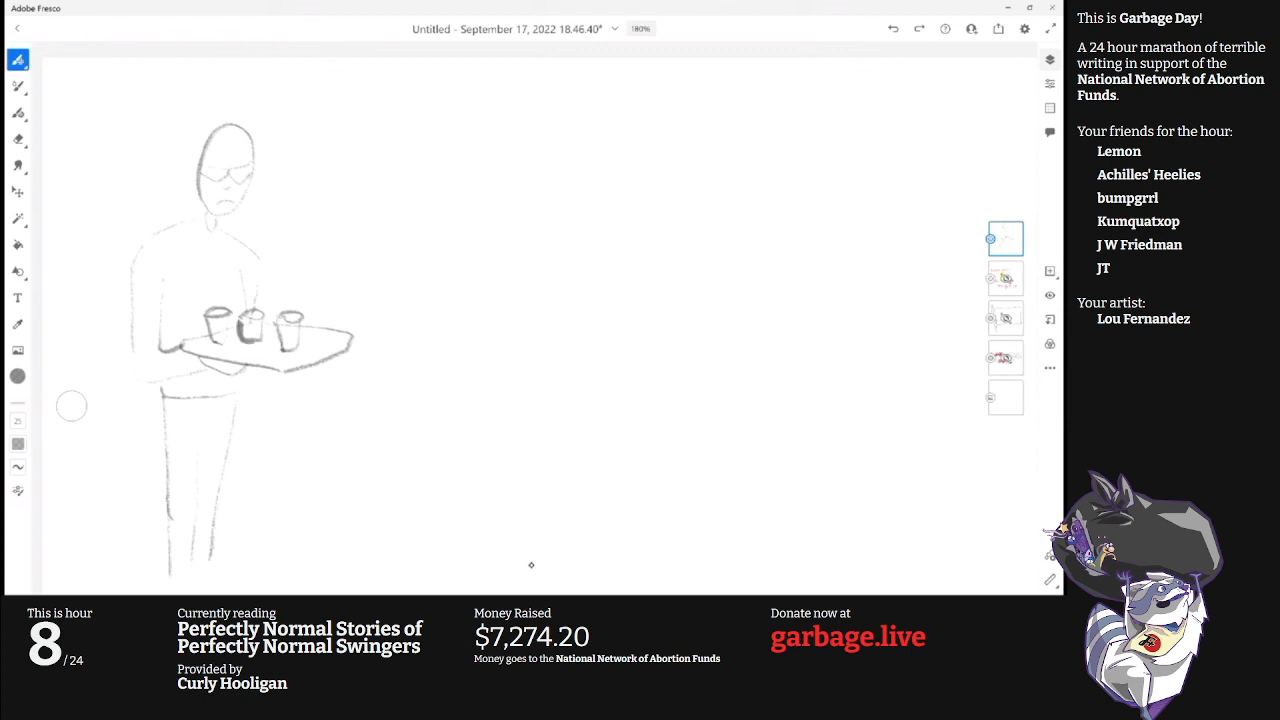 Adobe Fresco
Untitled - September 17, 2022 18.46.40*
180%
25
This is Garbage Day!
A 24 hour marathon of terrible
writing in support of the
National Network of Abortion
Funds.
Your friends for the hour:
Lemon
Achilles' Heelies
bumpgrrl
Kumquatxop
J W Friedman
JT
Your artist:
Lou Fernandez
This is hour
8/24
Currently reading
Perfectly Normal Stories of
Perfectly Normal Swingers
Provided by
Curly Hooligan
Money Raised
$7,274.20
Money goes to the National Network of Abortion Funds
Donate now at
garbage.live